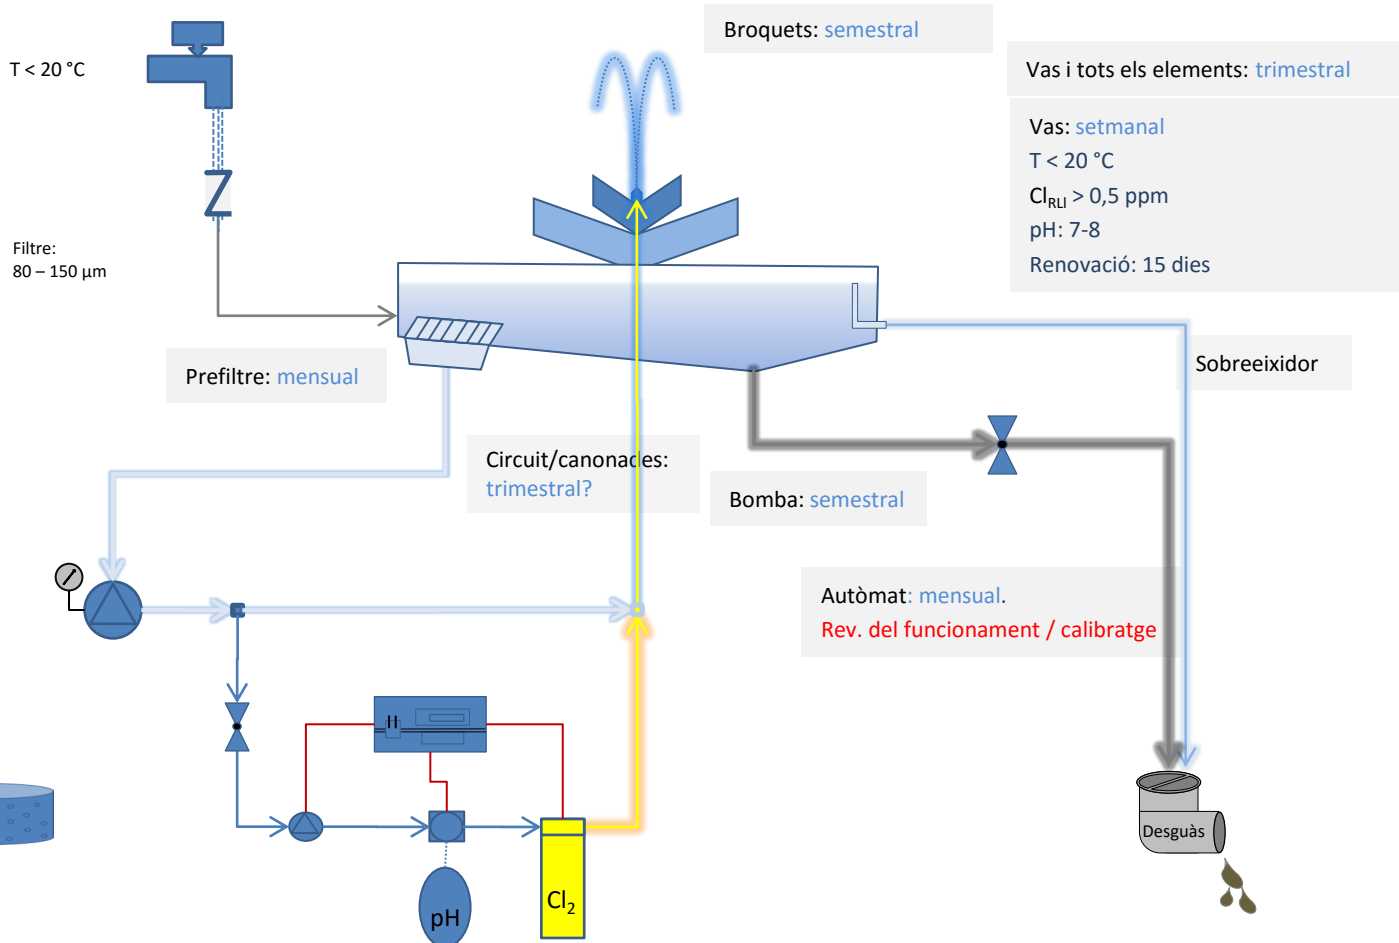 Broquets: semestral
T < 20 °C
Vas i tots els elements: trimestral
Vas: setmanal
T < 20 °C
Cl_RLI > 0,5 ppm
pH: 7-8
Renovació: 15 dies
Filtre:
80 – 150 µm
Prefiltre: mensual
Sobreeixidor
Circuit/canonades:
trimestral?
Bomba: semestral
Autòmat: mensual.
Rev. del funcionament / calibratge
H
Desguàs
pH
Cl₂